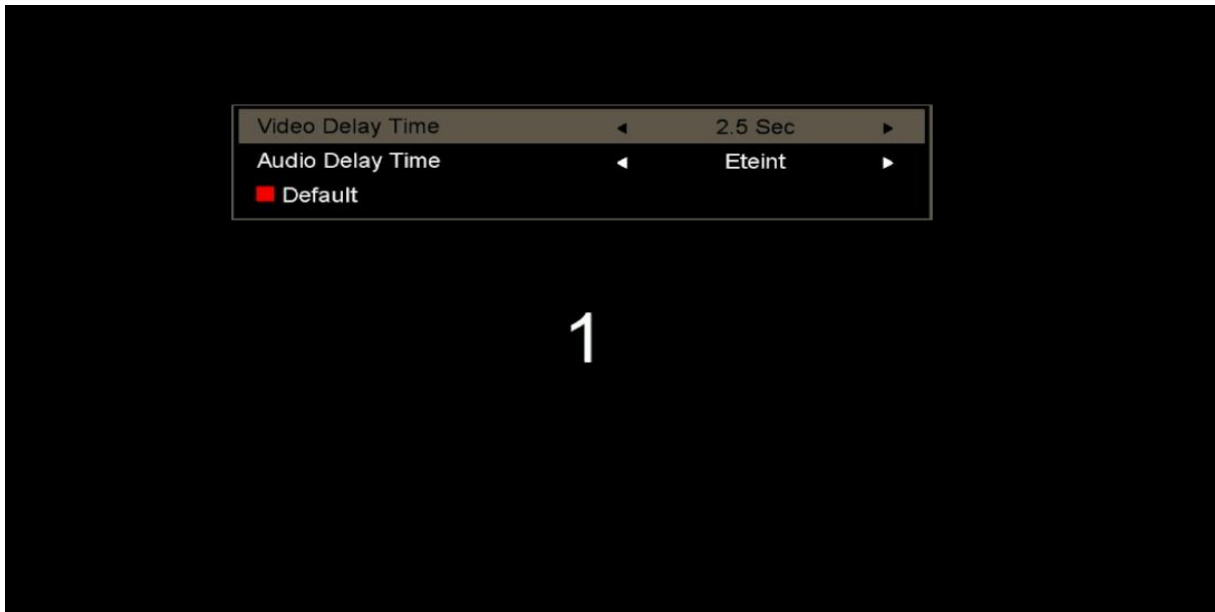 Video Delay Time ◄ 2.5 Sec ►
Audio Delay Time ◄ Eteint ►
Default
1